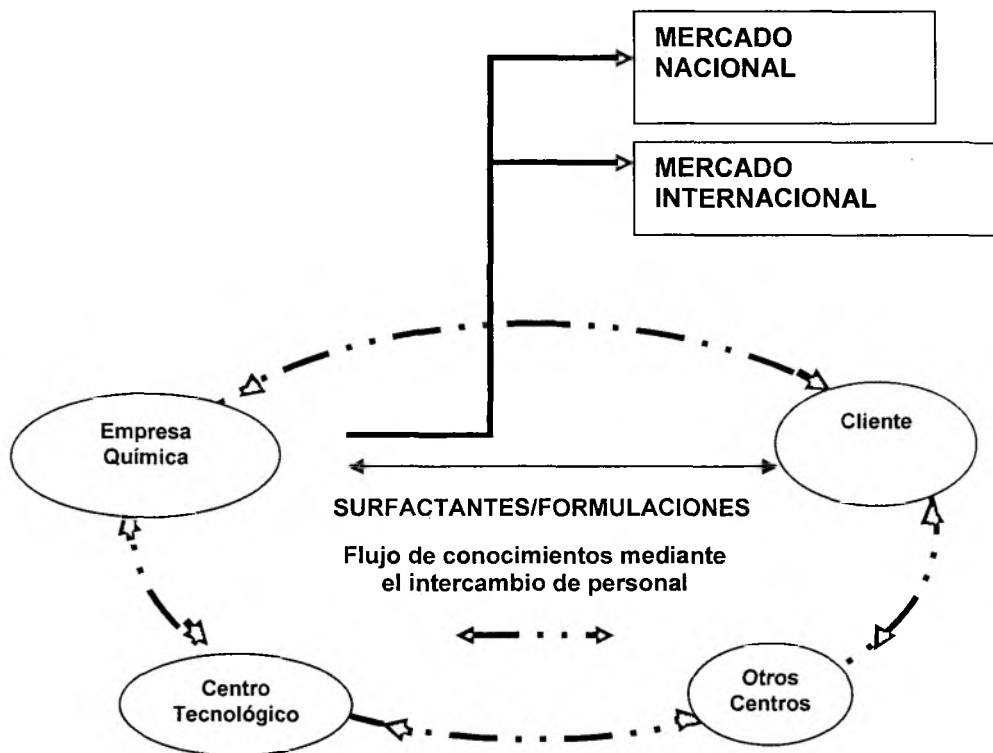 MERCADO
NACIONAL
MERCADO
INTERNACIONAL
Empresa
Química
Cliente
SURFACTANTES/FORMULACIONES
Flujo de conocimientos mediante
el intercambio de personal
Centro
Tecnológico
Otros
Centros